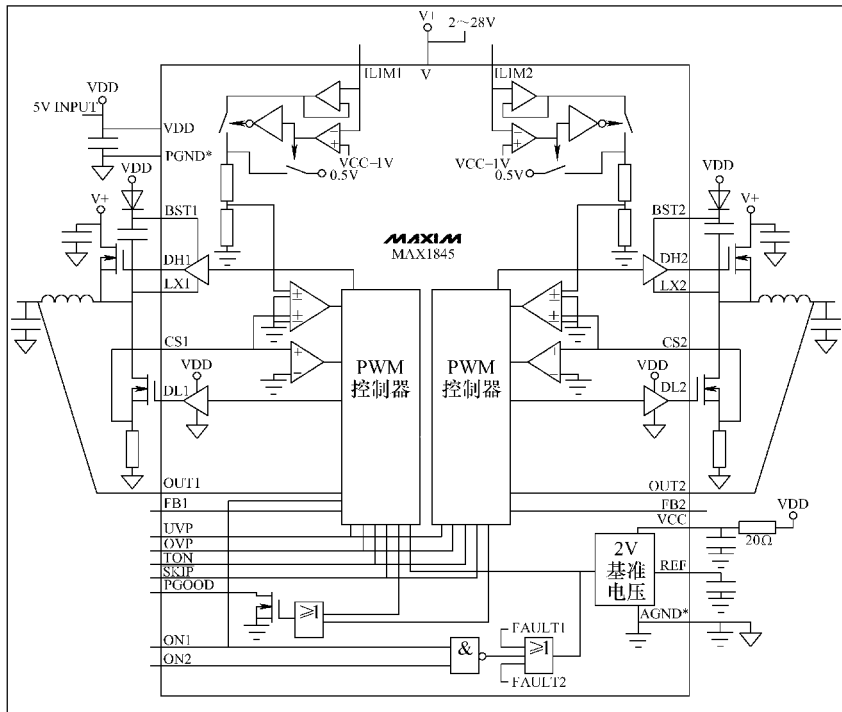 V+
2～28V
ILIM1
V
ILIM2
VDD
5V INPUT
VDD
PGND*
VCC-1V
0.5V
VCC-1V
0.5V
VDD
VDD
V+
BST1
BST2
V+
MAXIM
MAX1845
DH1
DH2
LX1
LX2
+
-
+
-
+
-
+
-
CS1
CS2
+
-
+
-
PWM
控制器
PWM
控制器
VDD
VDD
DL1
DL2
OUT1
OUT2
FB1
FB2
VDD
UVP
VCC
OVP
20Ω
TON
2V
基准
电压
SKIP
REF
PGOOD
≥1
AGND*
ON1
FAULT1
&
≥1
ON2
FAULT2